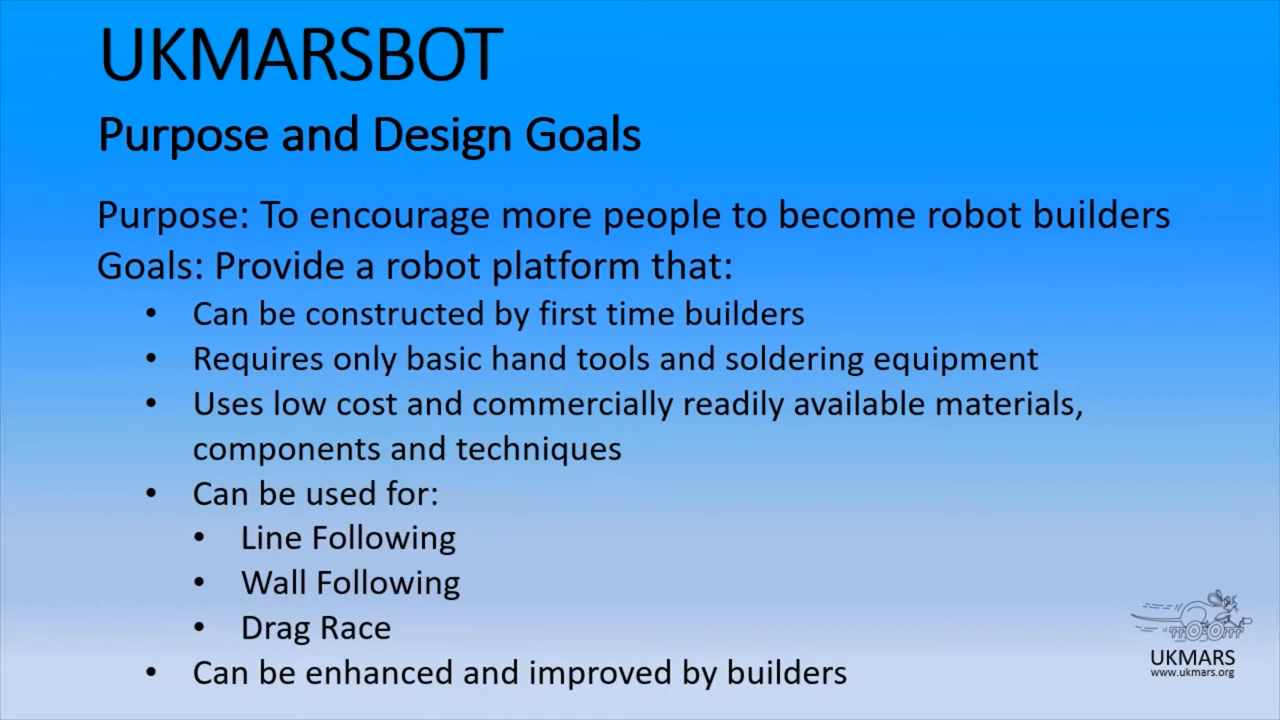 UKMARSBOT
Purpose and Design Goals
Purpose: To encourage more people to become robot builders
Goals: Provide a robot platform that:
• Can be constructed by first time builders
• Requires only basic hand tools and soldering equipment
• Uses low cost and commercially readily available materials,
components and techniques
• Can be used for:
• Line Following
• Wall Following
• Drag Race
• Can be enhanced and improved by builders
UKMARS
www.ukmars.org